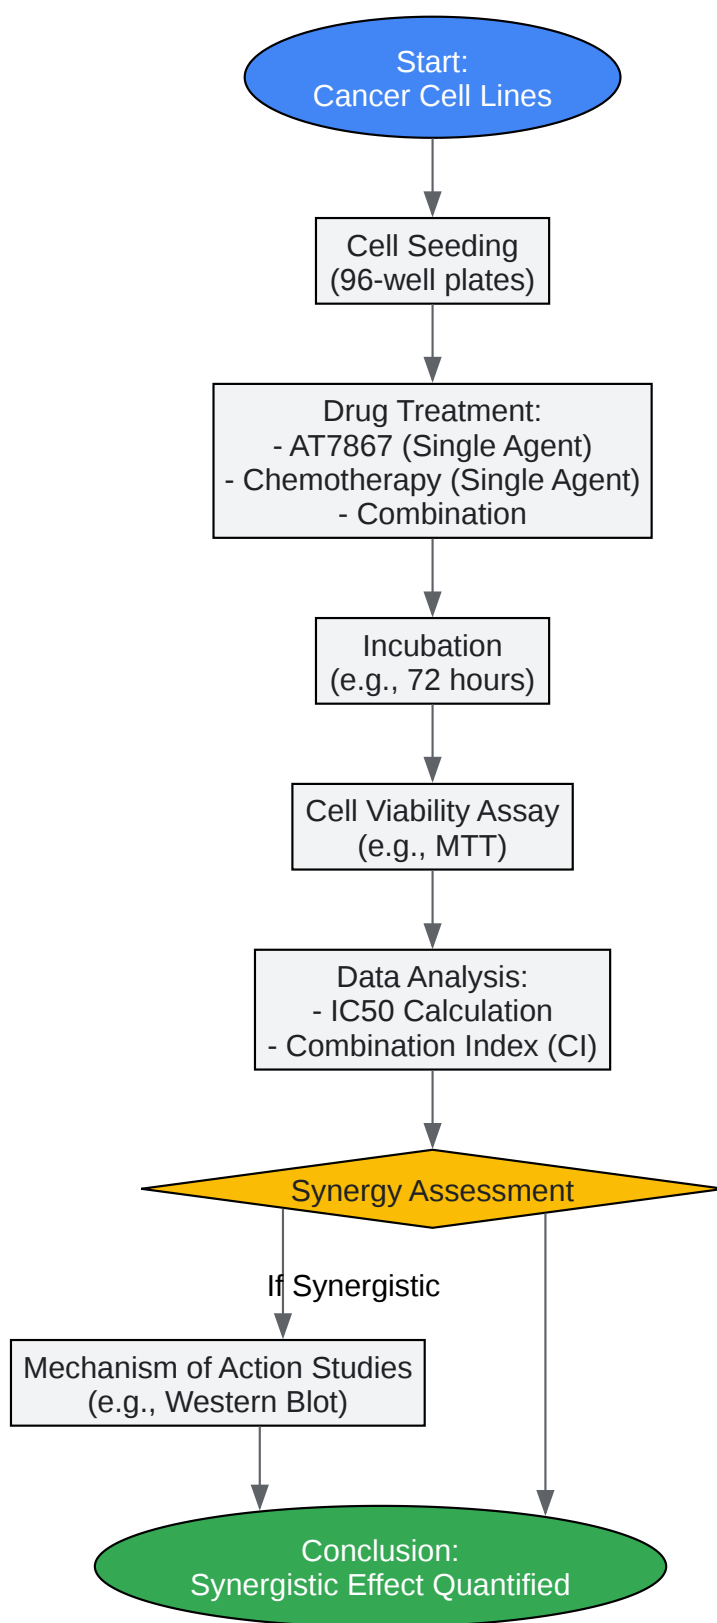 Start:
Cancer Cell Lines
Cell Seeding
(96-well plates)
Drug Treatment:
- AT7867 (Single Agent)
- Chemotherapy (Single Agent)
- Combination
Incubation
(e.g., 72 hours)
Cell Viability Assay
(e.g., MTT)
Data Analysis:
- IC50 Calculation
- Combination Index (CI)
Synergy Assessment
If Synergistic
Mechanism of Action Studies
(e.g., Western Blot)
Conclusion:
Synergistic Effect Quantified